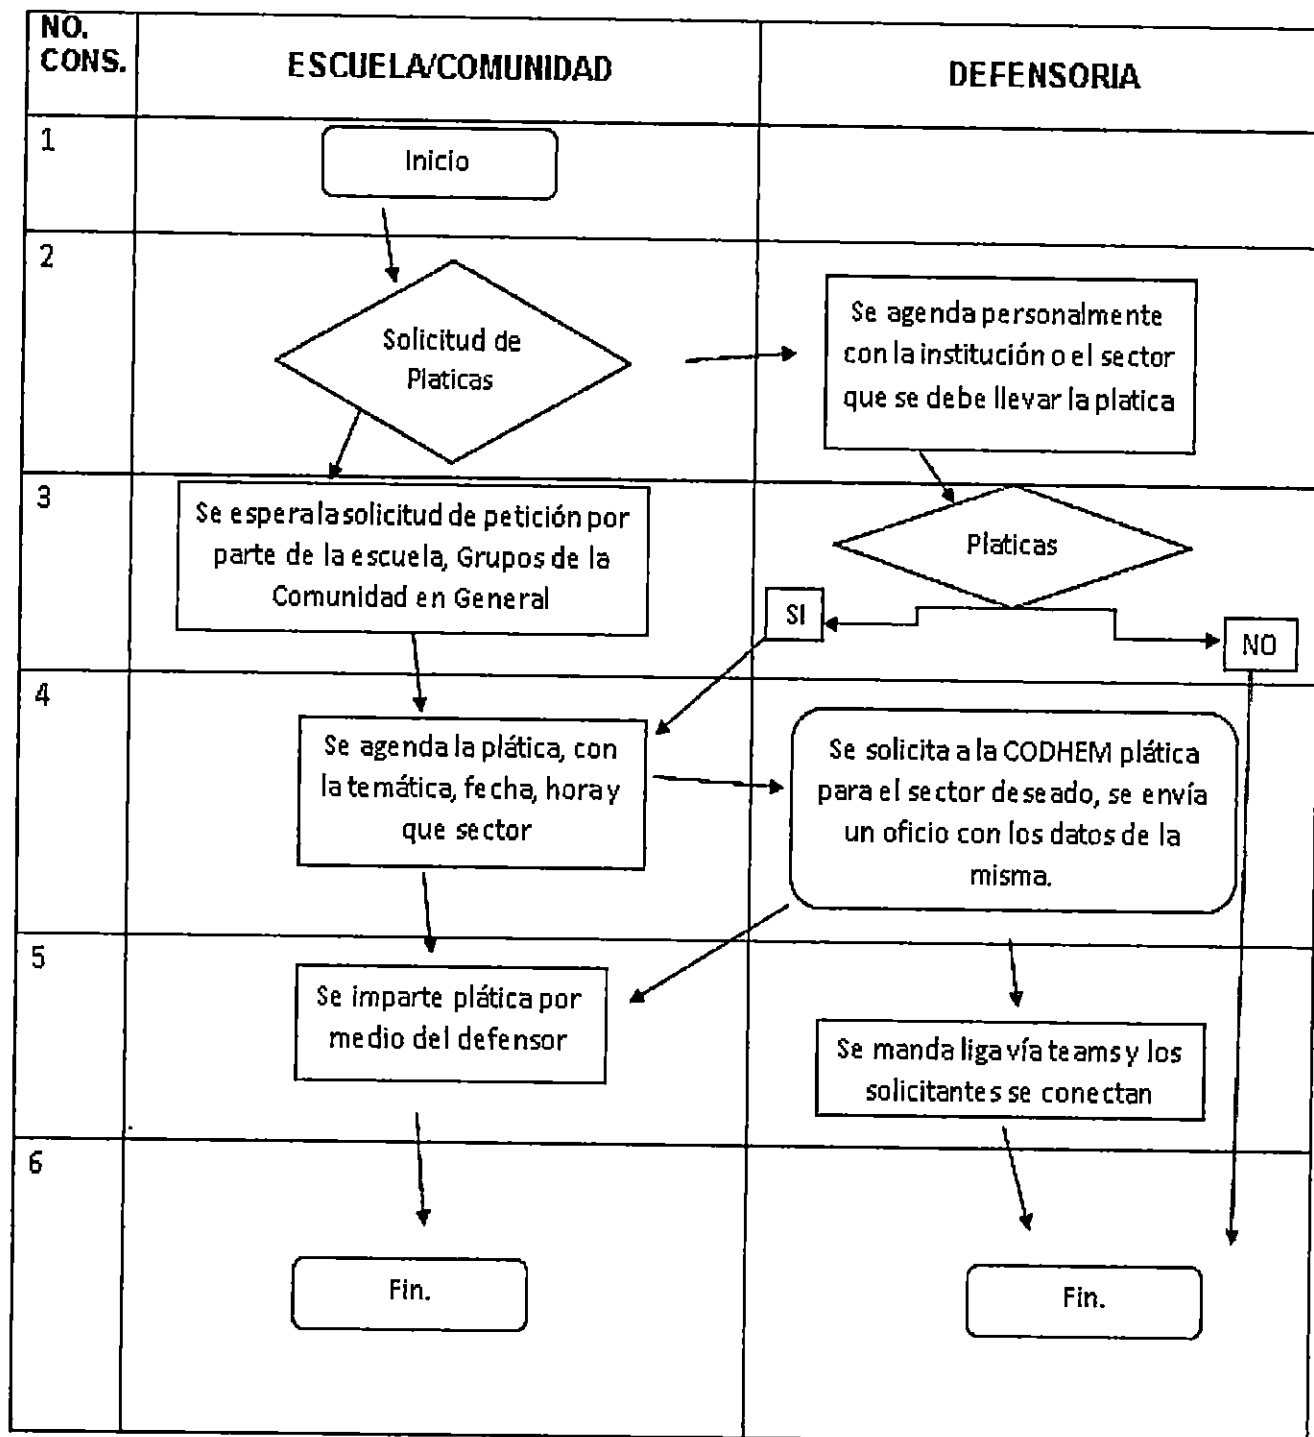 NO.
CONS.
ESCUELA/COMUNIDAD
DEFENSORIA
1
Inicio
2
Solicitud de
Platicas
Se agenda personalmente
con la institución o el sector
que se debe llevar la platica
3
Se espera la solicitud de petición por
parte de la escuela, Grupos de la
Comunidad en General
Platicas
SI
NO
4
Se agenda la plática, con
la temática, fecha, hora y
que sector
Se solicita a la CODHEM plática
para el sector deseado, se envía
un oficio con los datos de la
misma.
5
Se imparte plática por
medio del defensor
Se manda liga vía teams y los
solicitantes se conectan
6
Fin.
Fin.